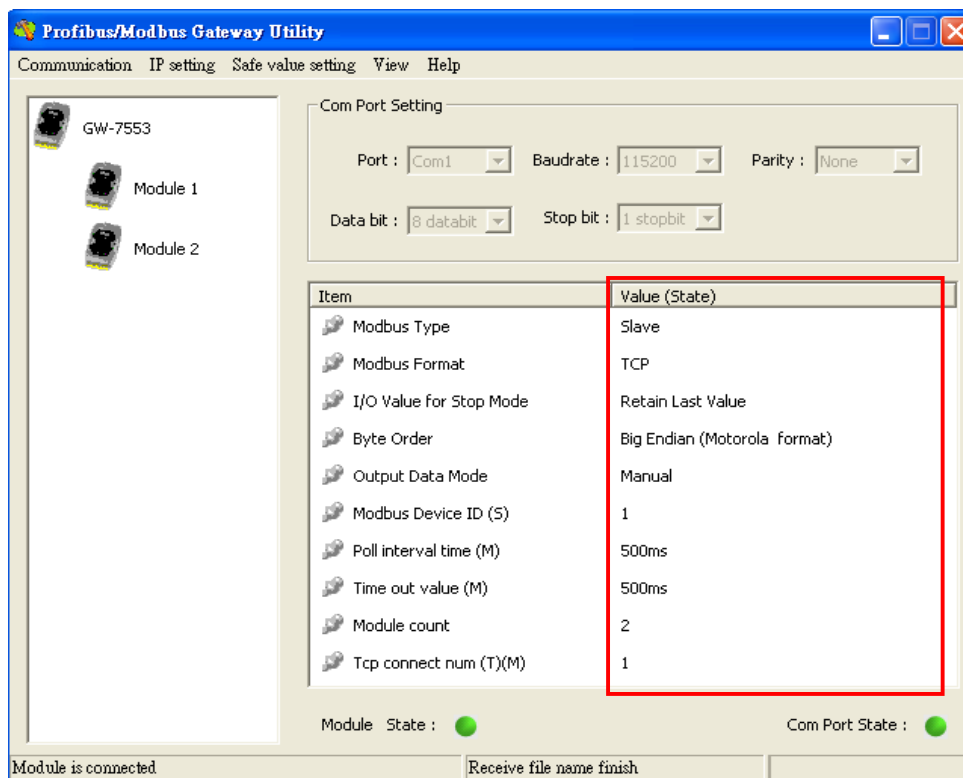 Profibus/Modbus Gateway Utility
Communication IP setting Safe value setting View Help
GW-7553
Module 1
Module 2
Com Port Setting
Port : Com1 Baudrate : 115200 Parity : None
Data bit : 8 databit Stop bit : 1 stopbit
Item Value (State)
Modbus Type Slave
Modbus Format TCP
I/O Value for Stop Mode Retain Last Value
Byte Order Big Endian (Motorola format)
Output Data Mode Manual
Modbus Device ID (S) 1
Poll interval time (M) 500ms
Time out value (M) 500ms
Module count 2
Tcp connect num (T)(M) 1
Module State : Com Port State :
Module is connected Receive file name finish